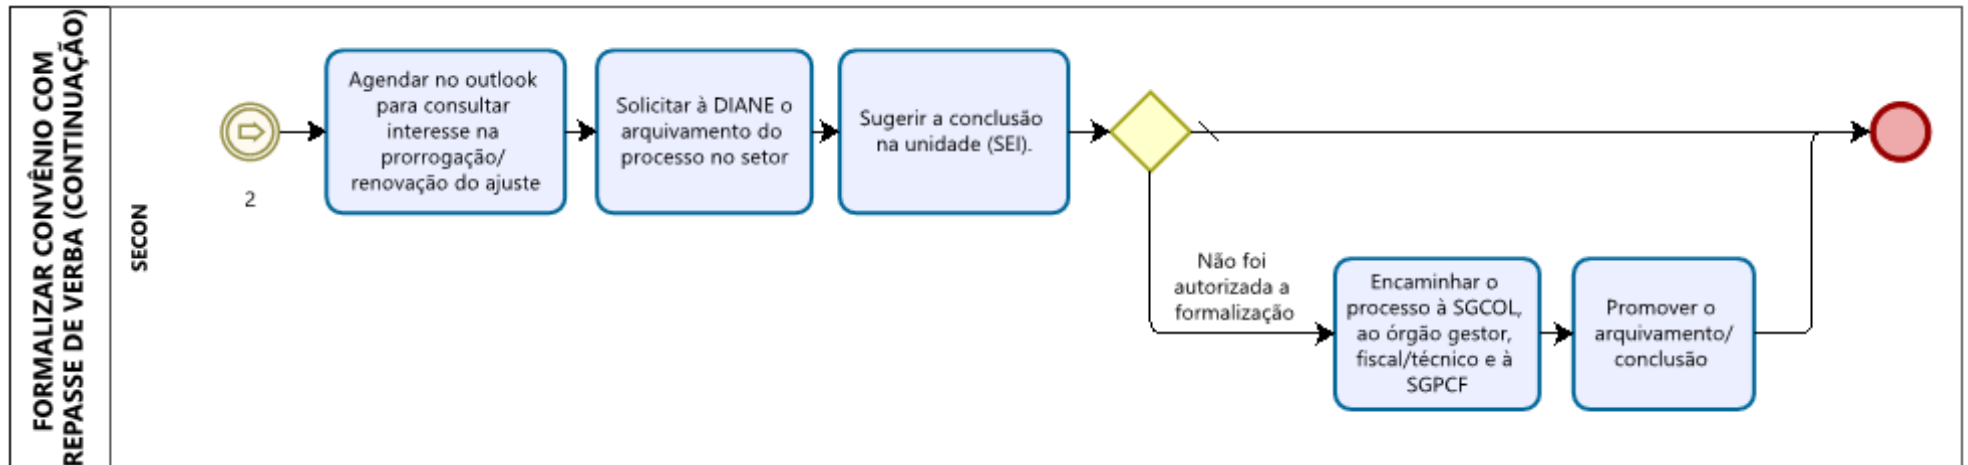 FORMALIZAR CONVÊNIO COM
REPASSE DE VERBA (CONTINUAÇÃO)
SECON
2
Agendar no outlook
para consultar
interesse na
prorrogação/
renovação do ajuste
Solicitar à DIANE o
arquivamento do
processo no setor
Sugerir a conclusão
na unidade (SEI).
Não foi
autorizada a
formalização
Encaminhar o
processo à SGCOL,
ao órgão gestor,
fiscal/técnico e à
SGPCF
Promover o
arquivamento/
conclusão